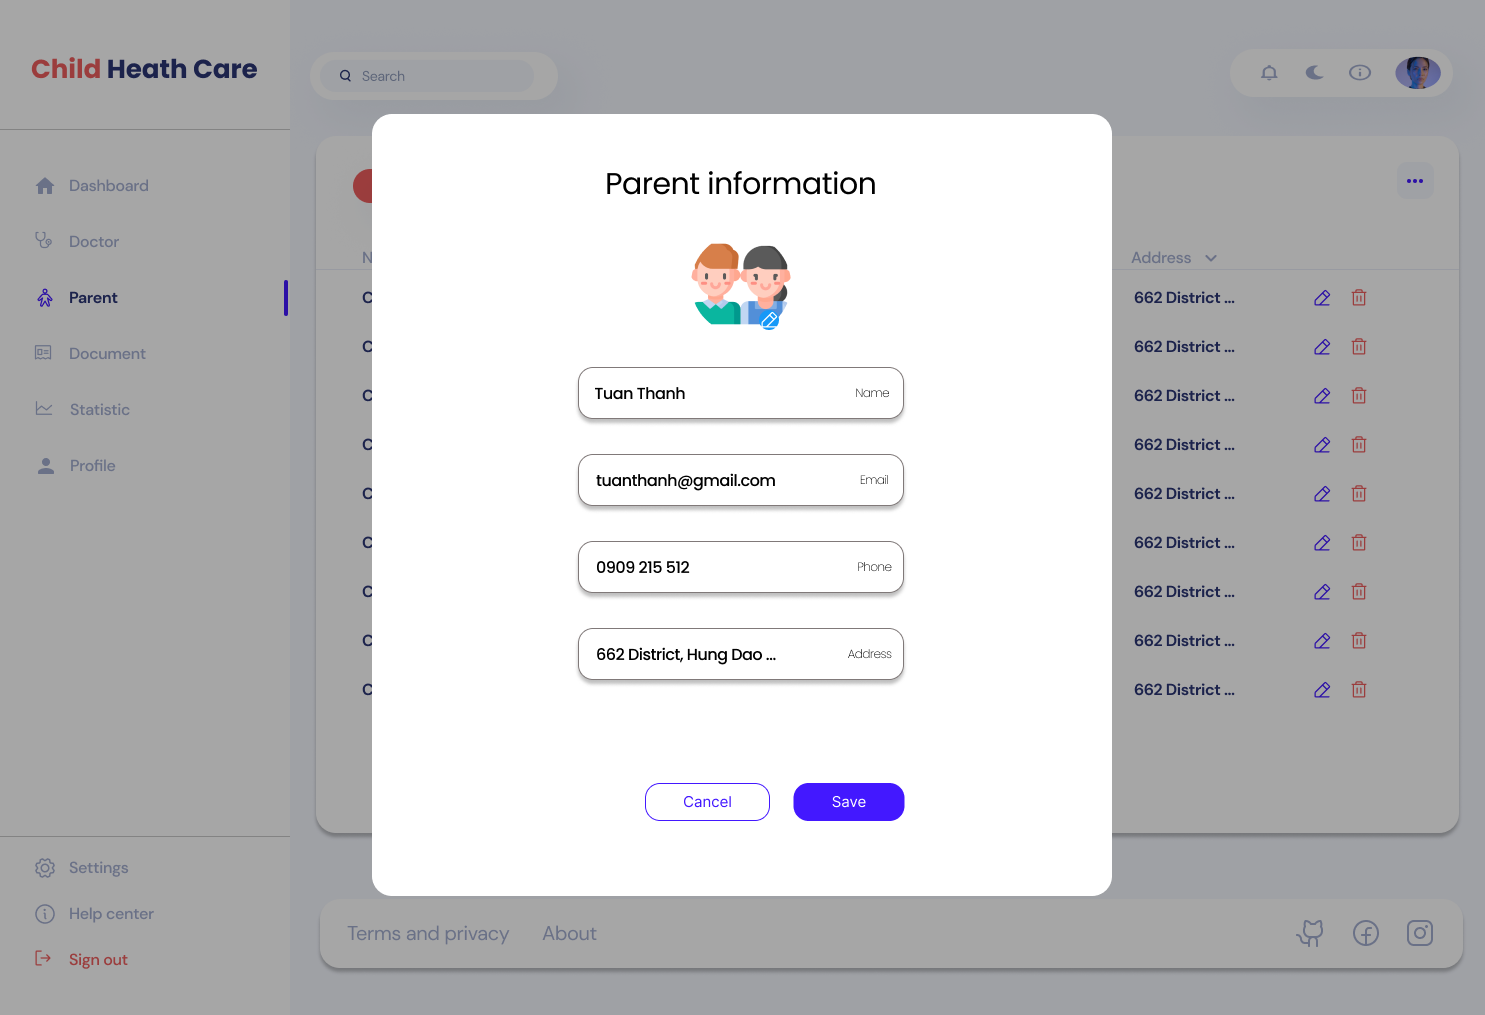 Child Heath Care
Search
Dashboard
Doctor
Parent
Document
Statistic
Profile
Settings
Help center
Sign out
Parent information
Tuan Thanh Name
tuanthanh@gmail.com Email
0909 215 512 Phone
662 District, Hung Dao ... Address
Cancel Save
Address
662 District ...
662 District ...
662 District ...
662 District ...
662 District ...
662 District ...
662 District ...
662 District ...
662 District ...
Terms and privacy About